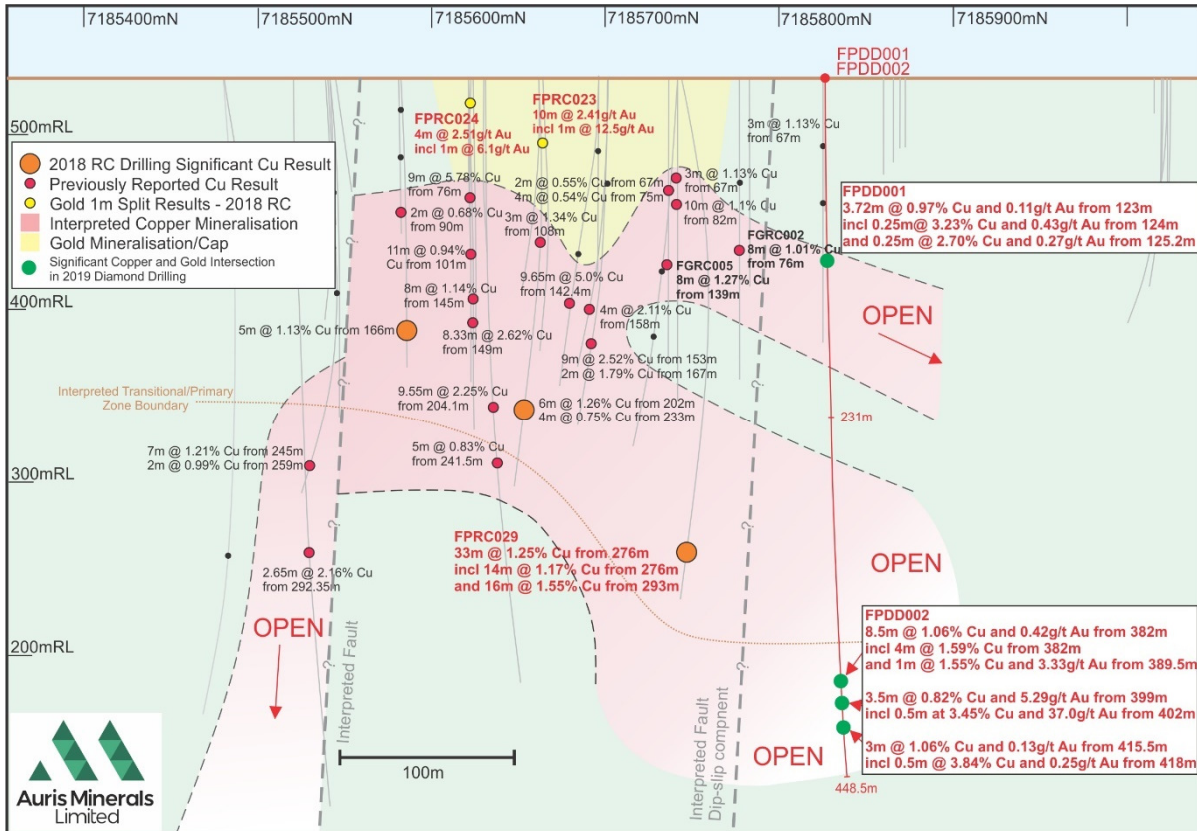 7185400mN
7185500mN
7185600mN
7185700mN
7185800mN
7185900mN
FPDD001
FPDD002
500mRL
400mRL
300mRL
200mRL
2018 RC Drilling Significant Cu Result
Previously Reported Cu Result
Gold 1m Split Results - 2018 RC
Interpreted Copper Mineralisation
Gold Mineralisation/Cap
Significant Copper and Gold Intersection
in 2019 Diamond Drilling
FPRC024
4m @ 2.51g/t Au
incl 1m @ 6.1g/t Au
FPRC023
10m @ 2.41g/t Au
incl 1m @ 12.5g/t Au
3m @ 1.13% Cu
from 67m
9m @ 5.78% Cu
from 76m
2m @ 0.68% Cu
from 90m
11m @ 0.94%
Cu from 101m
8m @ 1.14% Cu
from 145m
5m @ 1.13% Cu from 166m
8.33m @ 2.62% Cu
from 149m
2m @ 0.55% Cu from 67m
4m @ 0.54% Cu from 75m
3m @ 1.34% Cu
from 108m
3m @ 1.13% Cu
from 67m
10m @ 1.1% Cu
from 82m
FGRC002
8m @ 1.01% Cu
from 76m
FGRC005
8m @ 1.27% Cu
from 139m
9.65m @ 5.0% Cu
from 142.4m
4m @ 2.11% Cu
from 158m
9m @ 2.52% Cu from 153m
2m @ 1.79% Cu from 167m
FPDD001
3.72m @ 0.97% Cu and 0.11g/t Au from 123m
incl 0.25m@ 3.23% Cu and 0.43g/t Au from 124m
and 0.25m @ 2.70% Cu and 0.27g/t Au from 125.2m
OPEN
Interpreted Transitional/Primary
Zone Boundary
9.55m @ 2.25% Cu
from 204.1m
6m @ 1.26% Cu from 202m
4m @ 0.75% Cu from 233m
231m
7m @ 1.21% Cu from 245m
2m @ 0.99% Cu from 259m
5m @ 0.83% Cu
from 241.5m
FPRC029
33m @ 1.25% Cu from 276m
incl 14m @ 1.17% Cu from 276m
and 16m @ 1.55% Cu from 293m
2.65m @ 2.16% Cu
from 292.35m
OPEN
OPEN
FPDD002
8.5m @ 1.06% Cu and 0.42g/t Au from 382m
incl 4m @ 1.59% Cu from 382m
and 1m @ 1.55% Cu and 3.33g/t Au from 389.5m
3.5m @ 0.82% Cu and 5.29g/t Au from 399m
incl 0.5m at 3.45% Cu and 37.0g/t Au from 402m
3m @ 1.06% Cu and 0.13g/t Au from 415.5m
incl 0.5m @ 3.84% Cu and 0.25g/t Au from 418m
OPEN
448.5m
Interpreted Fault
Interpreted Fault
Dip-slip compnent
?
?
?
?
?
?
?
100m
Auris Minerals
Limited